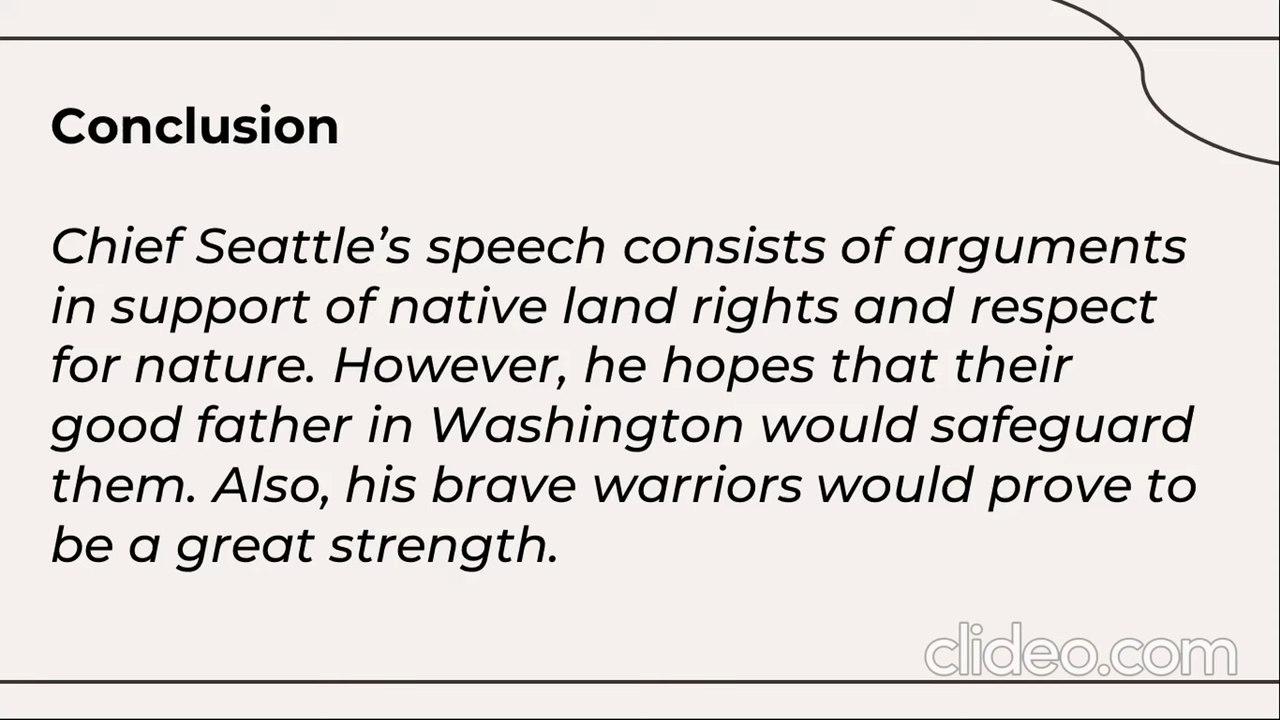 Conclusion
Chief Seattle’s speech consists of arguments
in support of native land rights and respect
for nature. However, he hopes that their
good father in Washington would safeguard
them. Also, his brave warriors would prove to
be a great strength.
clideo.com